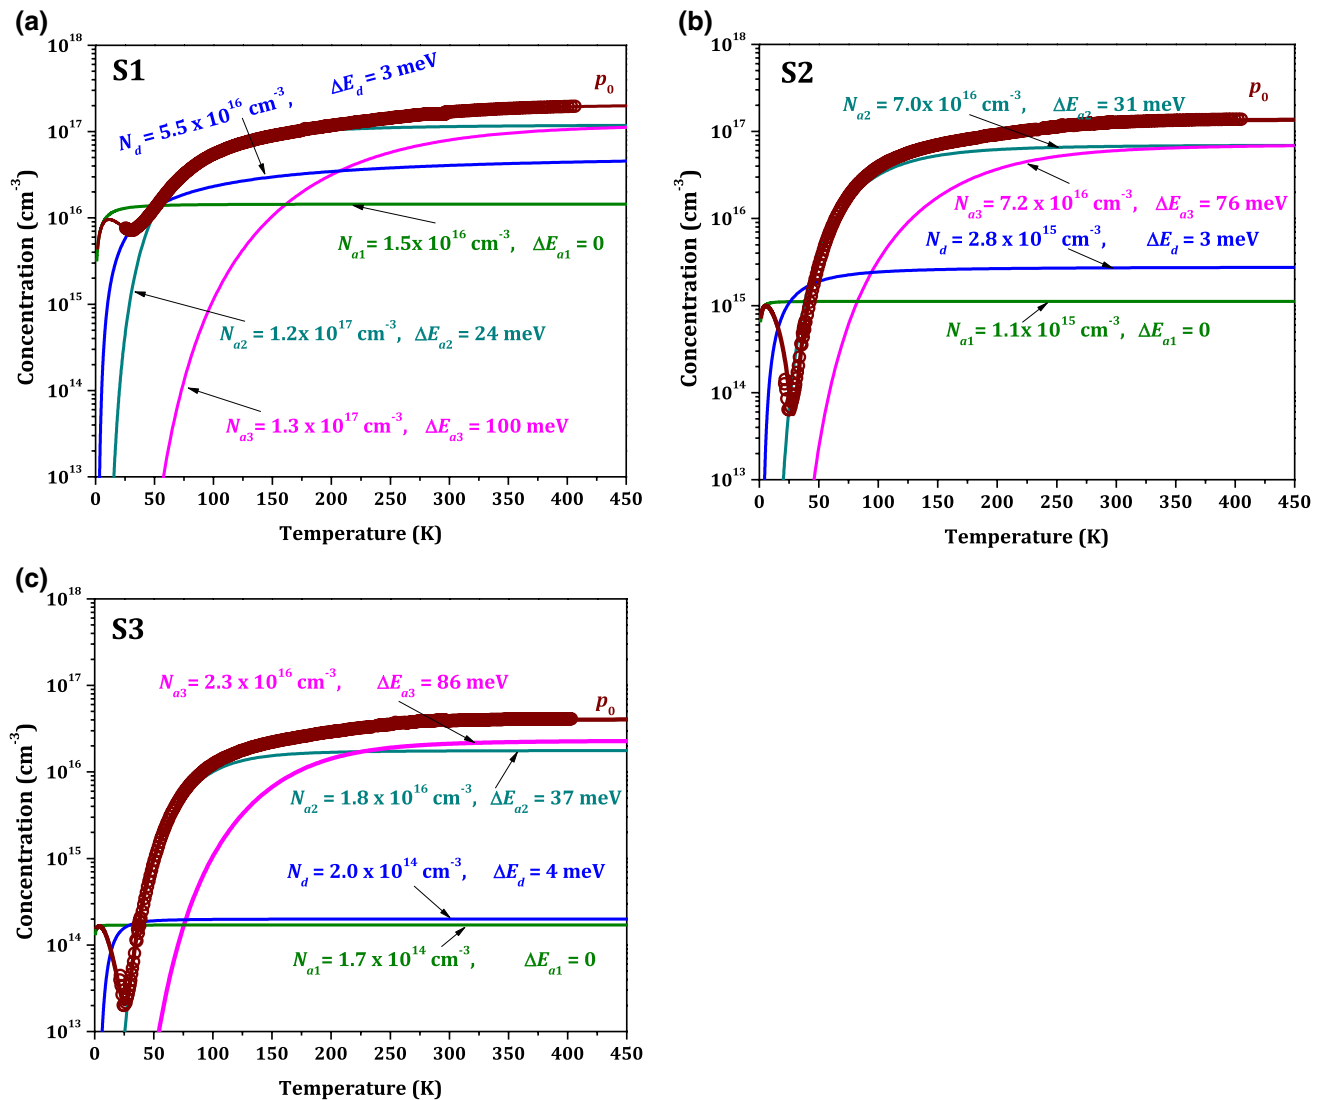 (a)
S1
N_d = 5.5 x 10^16 cm^-3, ΔE_d = 3 meV
p_0
N_a1= 1.5x 10^16 cm^-3, ΔE_a1 = 0
N_a2 = 1.2x 10^17 cm^-3, ΔE_a2 = 24 meV
N_a3= 1.3 x 10^17 cm^-3, ΔE_a3 = 100 meV
Concentration (cm^-3)
10^18
10^17
10^16
10^15
10^14
10^13
0 50 100 150 200 250 300 350 400 450
Temperature (K)
(b)
S2
p_0
N_a2 = 7.0x 10^16 cm^-3, ΔE_a2 = 31 meV
N_a3= 7.2 x 10^16 cm^-3, ΔE_a3 = 76 meV
N_d = 2.8 x 10^15 cm^-3, ΔE_d = 3 meV
N_a1= 1.1x 10^15 cm^-3, ΔE_a1 = 0
Concentration (cm^-3)
10^18
10^17
10^16
10^15
10^14
10^13
0 50 100 150 200 250 300 350 400 450
Temperature (K)
(c)
S3
N_a3= 2.3 x 10^16 cm^-3, ΔE_a3 = 86 meV
p_0
N_a2 = 1.8 x 10^16 cm^-3, ΔE_a2 = 37 meV
N_d = 2.0 x 10^14 cm^-3, ΔE_d = 4 meV
N_a1= 1.7 x 10^14 cm^-3, ΔE_a1 = 0
Concentration (cm^-3)
10^18
10^17
10^16
10^15
10^14
10^13
0 50 100 150 200 250 300 350 400 450
Temperature (K)